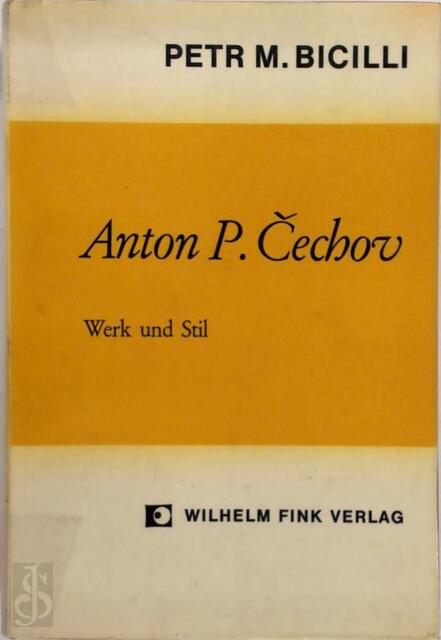 PETR M. BICILLI
Anton P. Čechov
Werk und Stil
WILHELM FINK VERLAG